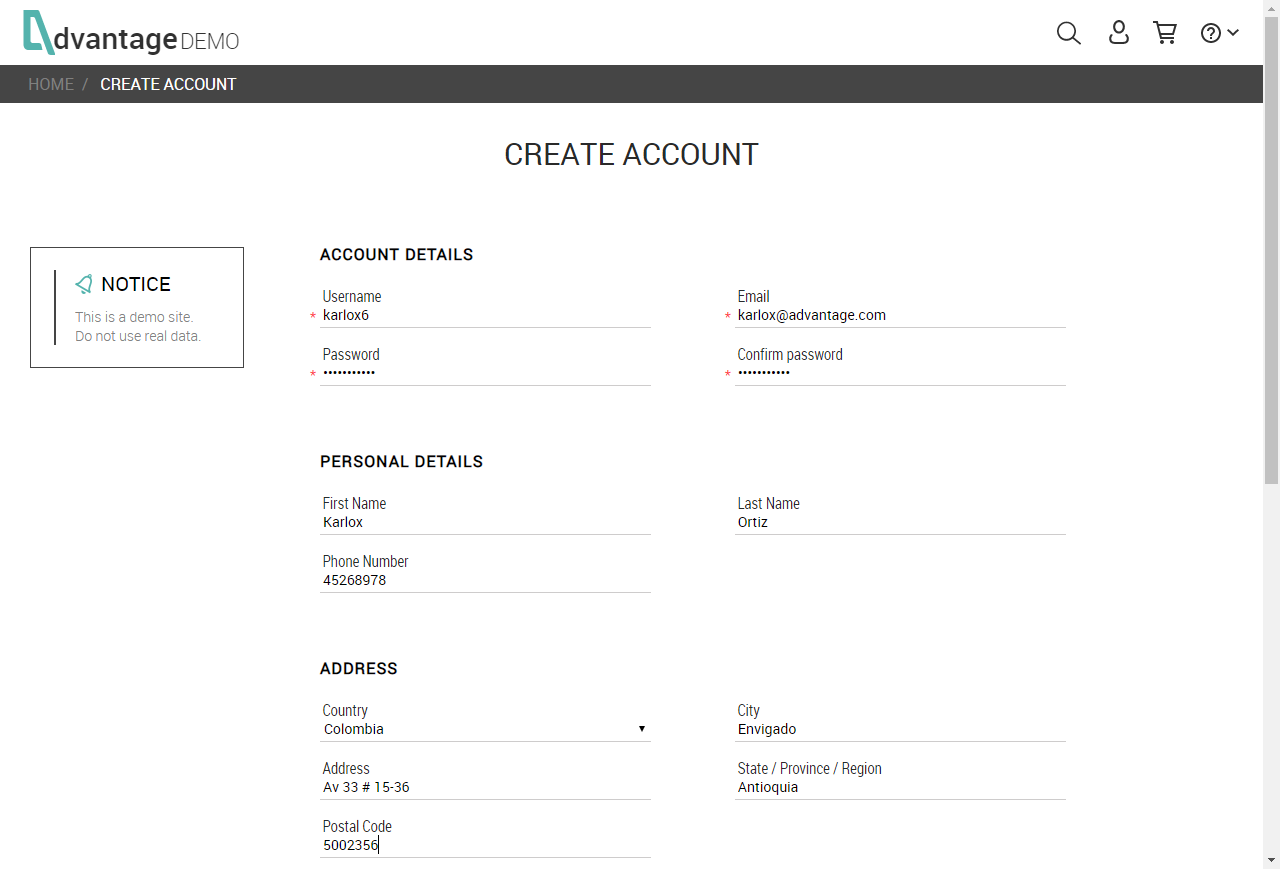 dvantage DEMO
HOME / CREATE ACCOUNT
CREATE ACCOUNT
NOTICE
This is a demo site.
Do not use real data.
ACCOUNT DETAILS
Username
* karlox6
Email
* karlox@advantage.com
Password
* •••••••••••
Confirm password
* •••••••••••
PERSONAL DETAILS
First Name
Karlox
Last Name
Ortiz
Phone Number
45268978
ADDRESS
Country
Colombia
City
Envigado
Address
Av 33 # 15-36
State / Province / Region
Antioquia
Postal Code
5002356